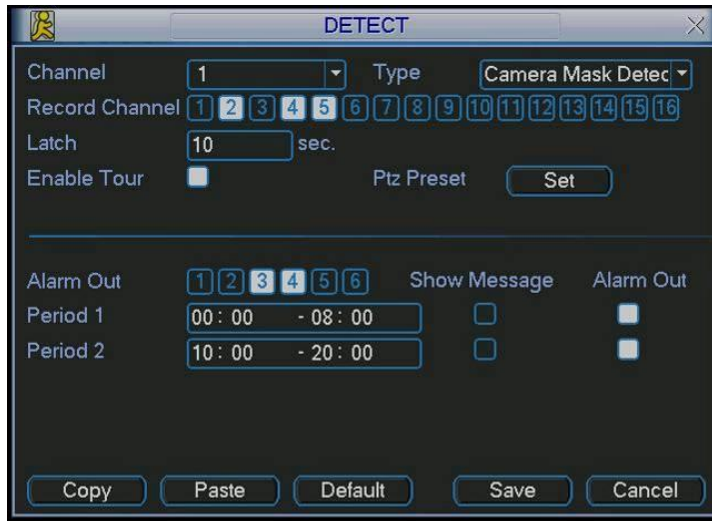 DETECT
Channel 1 Type Camera Mask Detec
Record Channel 1 2 3 4 5 6 7 8 9 10 11 12 13 14 15 16
Latch 10 sec.
Enable Tour Ptz Preset Set
Alarm Out 1 2 3 4 5 6 Show Message Alarm Out
Period 1 00 : 00 - 08 : 00
Period 2 10 : 00 - 20 : 00
Copy Paste Default Save Cancel